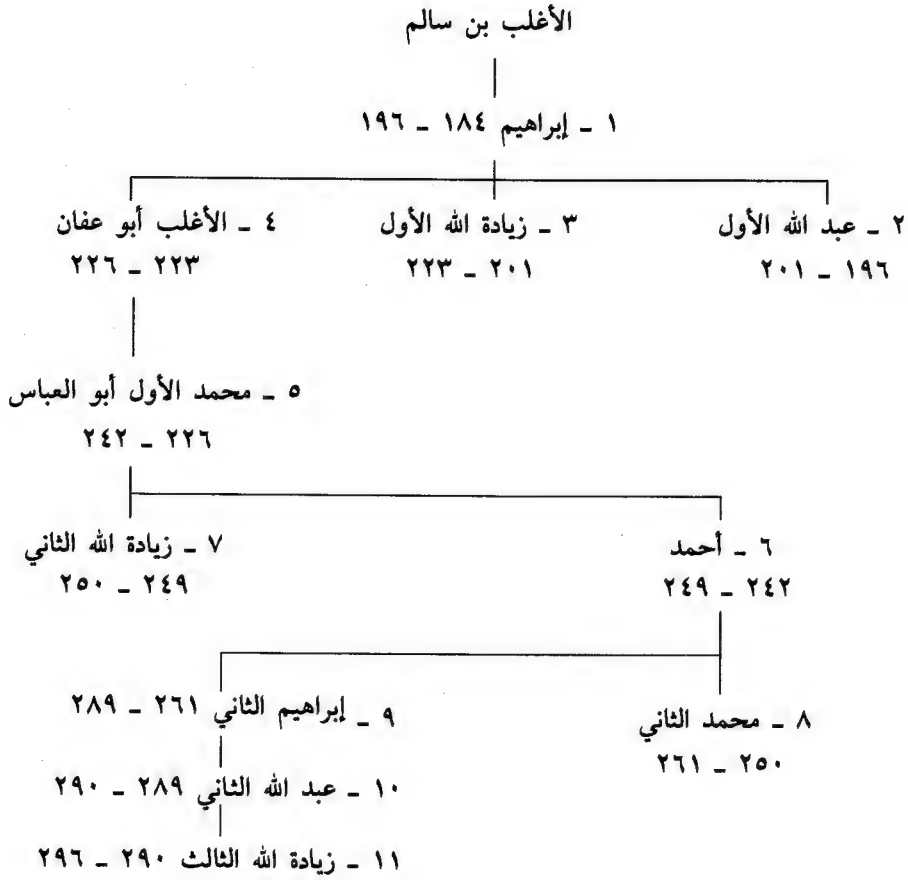 الأغلب بن سالم
١ ـ إبراهيم ١٨٤ ـ ١٩٦
٢ ـ عبد الله الأول
١٩٦ ـ ٢٠١
٣ ـ زيادة الله الأول
٢٠١ ـ ٢٢٣
٤ ـ الأغلب أبو عفان
٢٢٣ ـ ٢٢٦
٥ ـ محمد الأول أبو العباس
٢٢٦ ـ ٢٤٢
٦ ـ أحمد
٢٤٢ ـ ٢٤٩
٧ ـ زيادة الله الثاني
٢٤٩ ـ ٢٥٠
٨ ـ محمد الثاني
٢٥٠ ـ ٢٦١
٩ ـ إبراهيم الثاني ٢٦١ ـ ٢٨٩
١٠ ـ عبد الله الثاني ٢٨٩ ـ ٢٩٠
١١ ـ زيادة الله الثالث ٢٩٠ ـ ٢٩٦